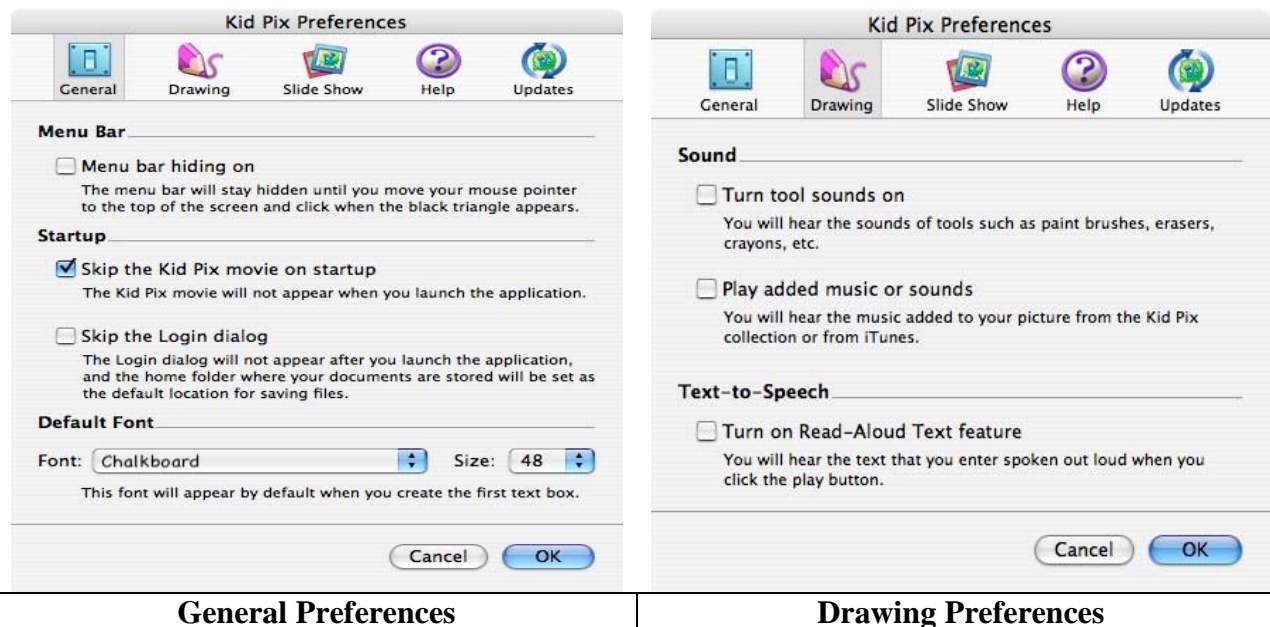 Kid Pix Preferences
General
Drawing
Slide Show
Help
Updates
Menu Bar
Menu bar hiding on
The menu bar will stay hidden until you move your mouse pointer
to the top of the screen and click when the black triangle appears.
Startup
Skip the Kid Pix movie on startup
The Kid Pix movie will not appear when you launch the application.
Skip the Login dialog
The Login dialog will not appear after you launch the application,
and the home folder where your documents are stored will be set as
the default location for saving files.
Default Font
Font: Chalkboard Size: 48
This font will appear by default when you create the first text box.
Cancel OK
General Preferences
Kid Pix Preferences
General
Drawing
Slide Show
Help
Updates
Sound
Turn tool sounds on
You will hear the sounds of tools such as paint brushes, erasers,
crayons, etc.
Play added music or sounds
You will hear the music added to your picture from the Kid Pix
collection or from iTunes.
Text-to-Speech
Turn on Read-Aloud Text feature
You will hear the text that you enter spoken out loud when you
click the play button.
Cancel OK
Drawing Preferences